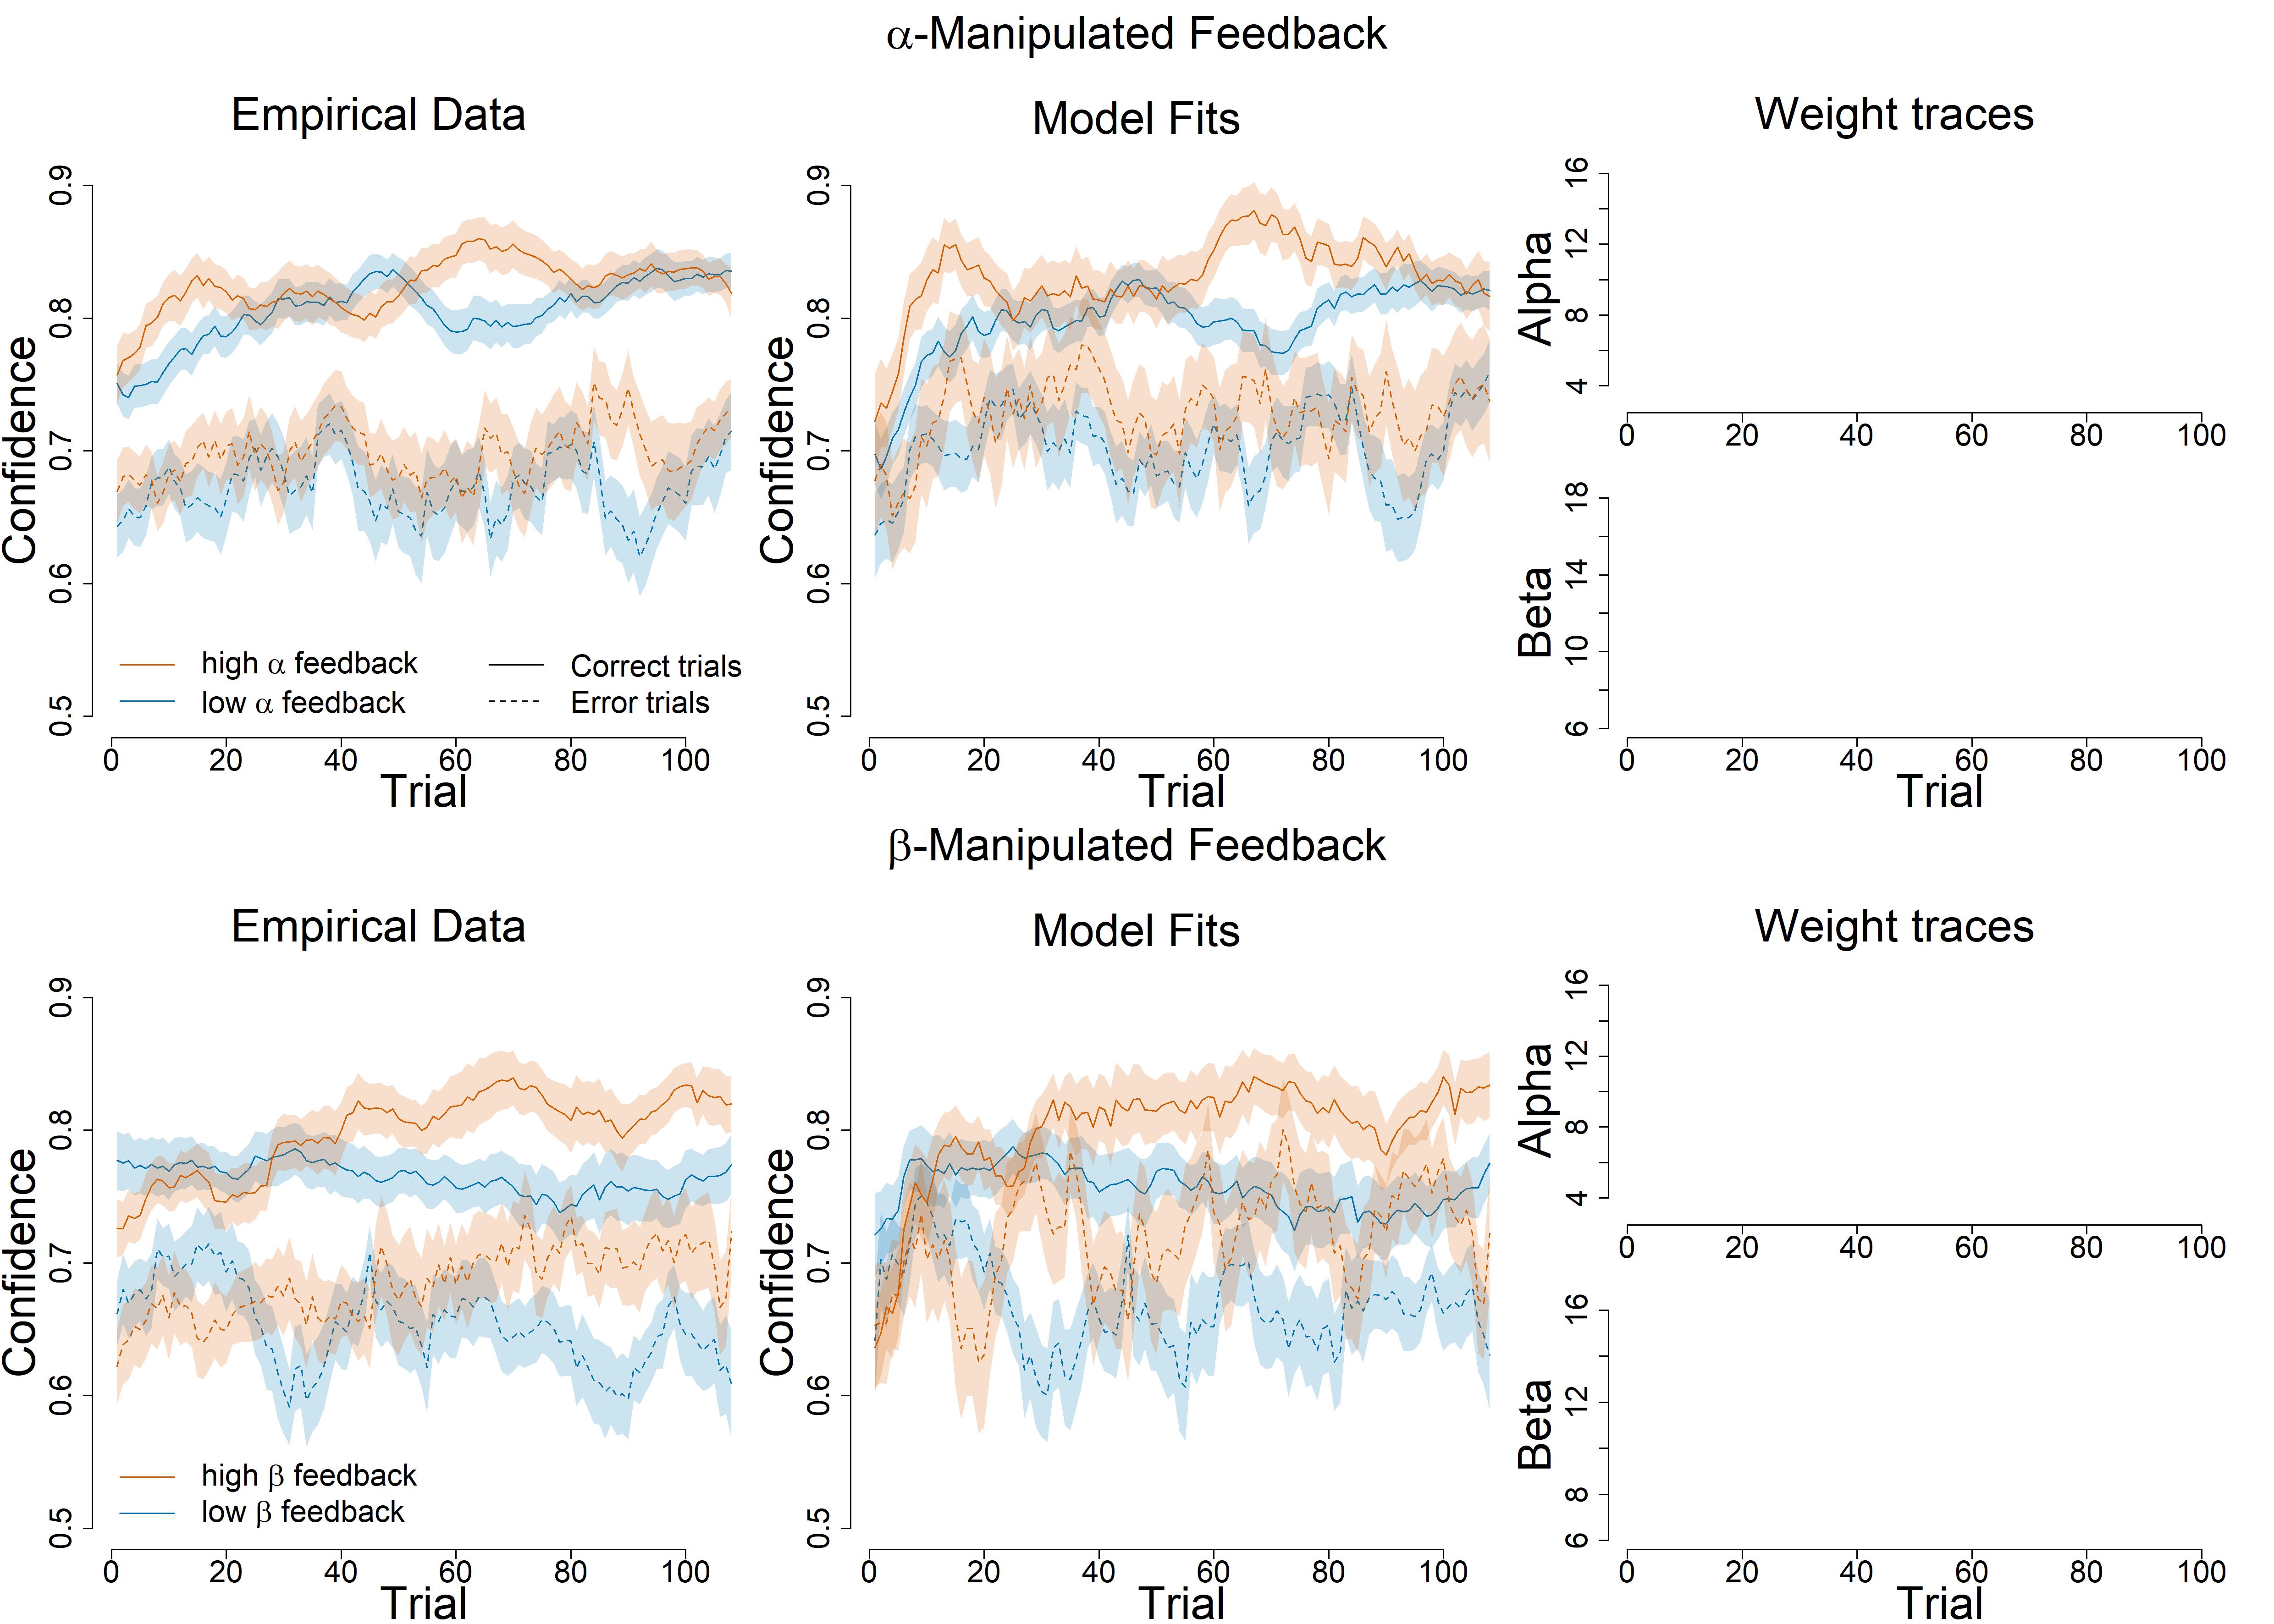 α-Manipulated Feedback
Empirical Data
Model Fits
Weight traces
Confidence
0.5 0.6 0.7 0.8 0.9
high α feedback
low α feedback
Correct trials
Error trials
0 20 40 60 80 100
Trial
Confidence
0.5 0.6 0.7 0.8 0.9
0 20 40 60 80 100
Trial
Alpha
4 8 12 16
0 20 40 60 80 100
Beta
6 10 14 18
0 20 40 60 80 100
Trial
β-Manipulated Feedback
Empirical Data
Model Fits
Weight traces
Confidence
0.5 0.6 0.7 0.8 0.9
high β feedback
low β feedback
0 20 40 60 80 100
Trial
Confidence
0.5 0.6 0.7 0.8 0.9
0 20 40 60 80 100
Trial
Alpha
4 8 12 16
0 20 40 60 80 100
Beta
6 8 12 16
0 20 40 60 80 100
Trial